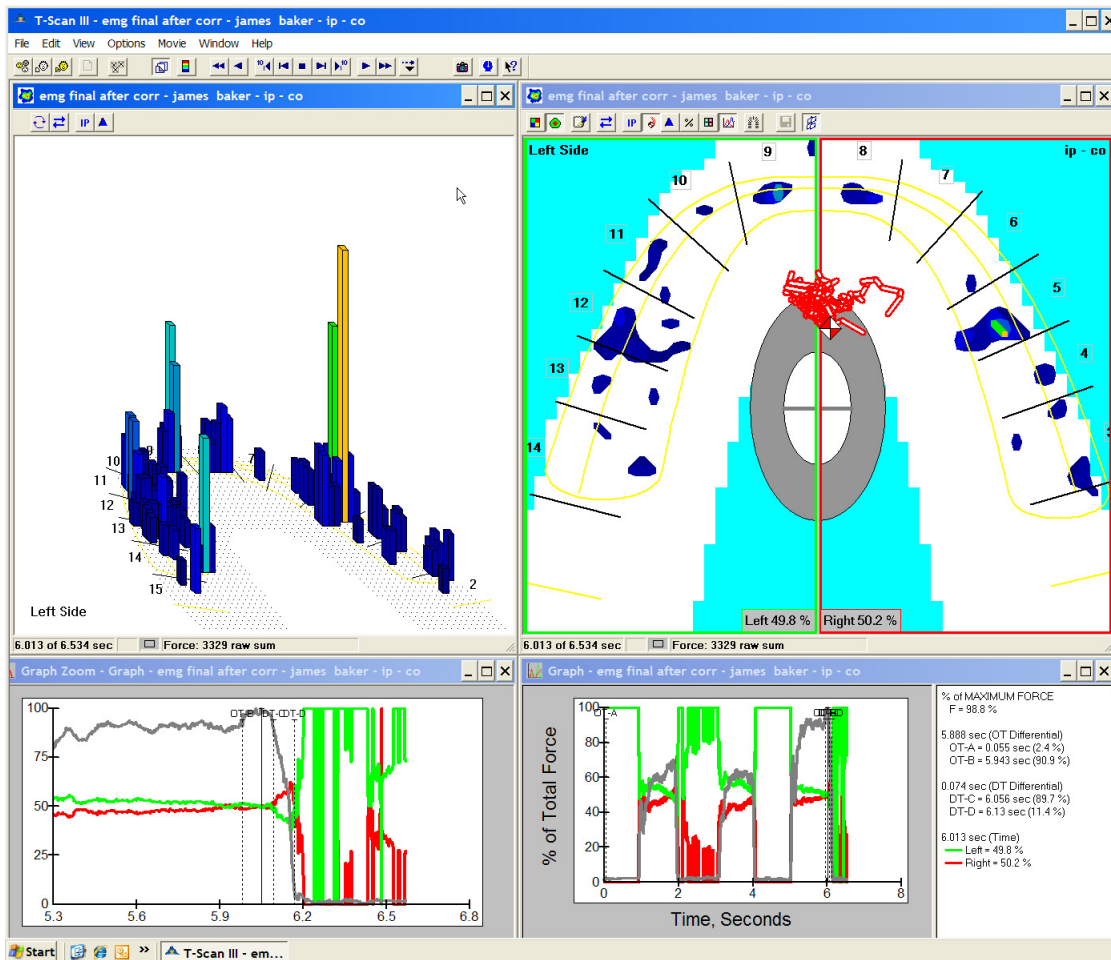 T-Scan III - emg final after corr - james baker - ip - co
File Edit View Options Movie Window Help
emg final after corr - james baker - ip - co
IP
10
11
12
13
14
15
7
2
Left Side
6.013 of 6.534 sec
Force: 3329 raw sum
emg final after corr - james baker - ip - co
IP %
Left Side
ip - co
9
8
10
7
11
6
12
5
13
4
14
3
Left 49.8 %
Right 50.2 %
6.013 of 6.534 sec
Force: 3329 raw sum
Graph Zoom - Graph - emg final after corr - james baker - ip - co
100
75
50
25
0
5.3 5.6 5.9 6.2 6.5 6.8
Graph - emg final after corr - james baker - ip - co
OT-A
% of Total Force
100
80
60
40
20
0
0 2 4 6 8
Time, Seconds
% of MAXIMUM FORCE
F = 98.8 %
5.888 sec (OT Differential)
OT-A = 0.055 sec (2.4 %)
OT-B = 5.943 sec (90.9 %)
0.074 sec (DT Differential)
DT-C = 6.056 sec (89.7 %)
DT-D = 6.13 sec (11.4 %)
6.013 sec (Time)
Left = 49.8 %
Right = 50.2 %
Start
»
T-Scan III - em...